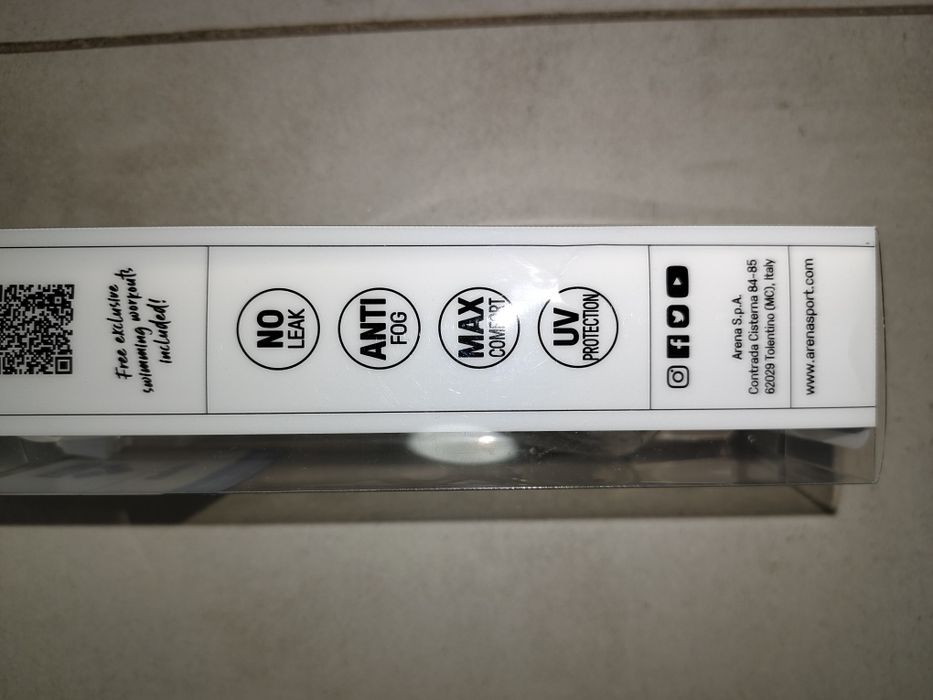 Free exclusive
swimming workouts
included!
NO
LEAK
ANTI
FOG
MAX
COMFORT
UV
PROTECTION
Arena S.p.A.
Contrada Cisterna 84-85
62029 Tolentino (MC), Italy
www.arenasport.com